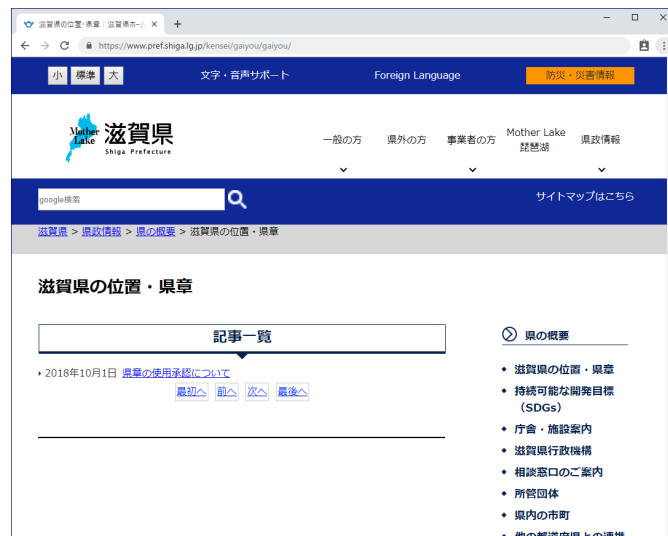 滋賀県の位置・県章 | 滋賀県ホーム
https://www.pref.shiga.lg.jp/kensei/gaiyou/gaiyou/
小 標準 大 文字・音声サポート Foreign Language 防災・災害情報
Mother Lake 滋賀県
Shiga Prefecture
一般の方 県外の方 事業者の方 Mother Lake 琵琶湖 県政情報
google検索 サイトマップはこちら
滋賀県 > 県政情報 > 県の概要 > 滋賀県の位置・県章
滋賀県の位置・県章
記事一覧
2018年10月1日 県章の使用承認について
最初へ 前へ 次へ 最後へ
県の概要
滋賀県の位置・県章
持続可能な開発目標
(SDGs)
庁舎・施設案内
滋賀県行政機構
相談窓口のご案内
所管団体
県内の市町
他の都道府県との連携